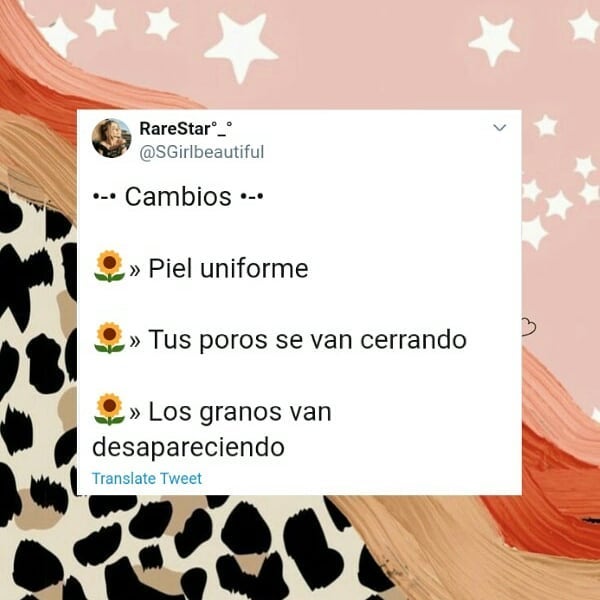 RareStar°_°
@SGirlbeautiful
•-• Cambios •-•
🌻» Piel uniforme
🌻» Tus poros se van cerrando
🌻» Los granos van
desapareciendo
Translate Tweet